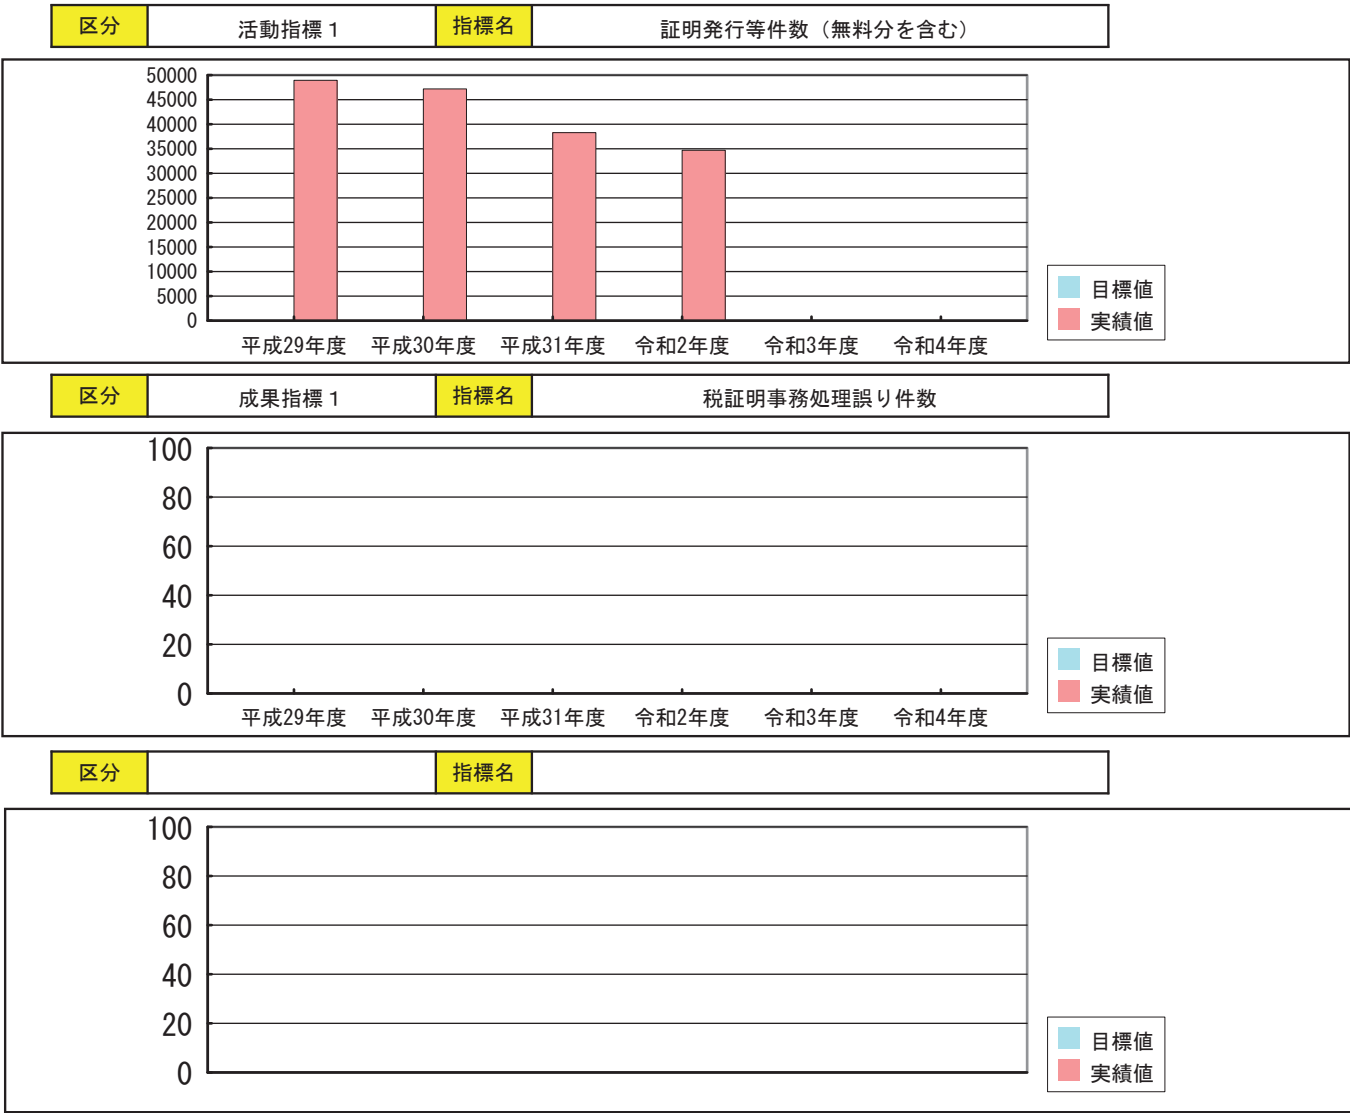 区分 活動指標１ 指標名 証明発行等件数（無料分を含む）
50000
45000
40000
35000
30000
25000
20000
15000
10000
5000
0
平成29年度 平成30年度 平成31年度 令和2年度 令和3年度 令和4年度
目標値
実績値
区分 成果指標１ 指標名 税証明事務処理誤り件数
100
80
60
40
20
0
平成29年度 平成30年度 平成31年度 令和2年度 令和3年度 令和4年度
目標値
実績値
区分 指標名
100
80
60
40
20
0
目標値
実績値